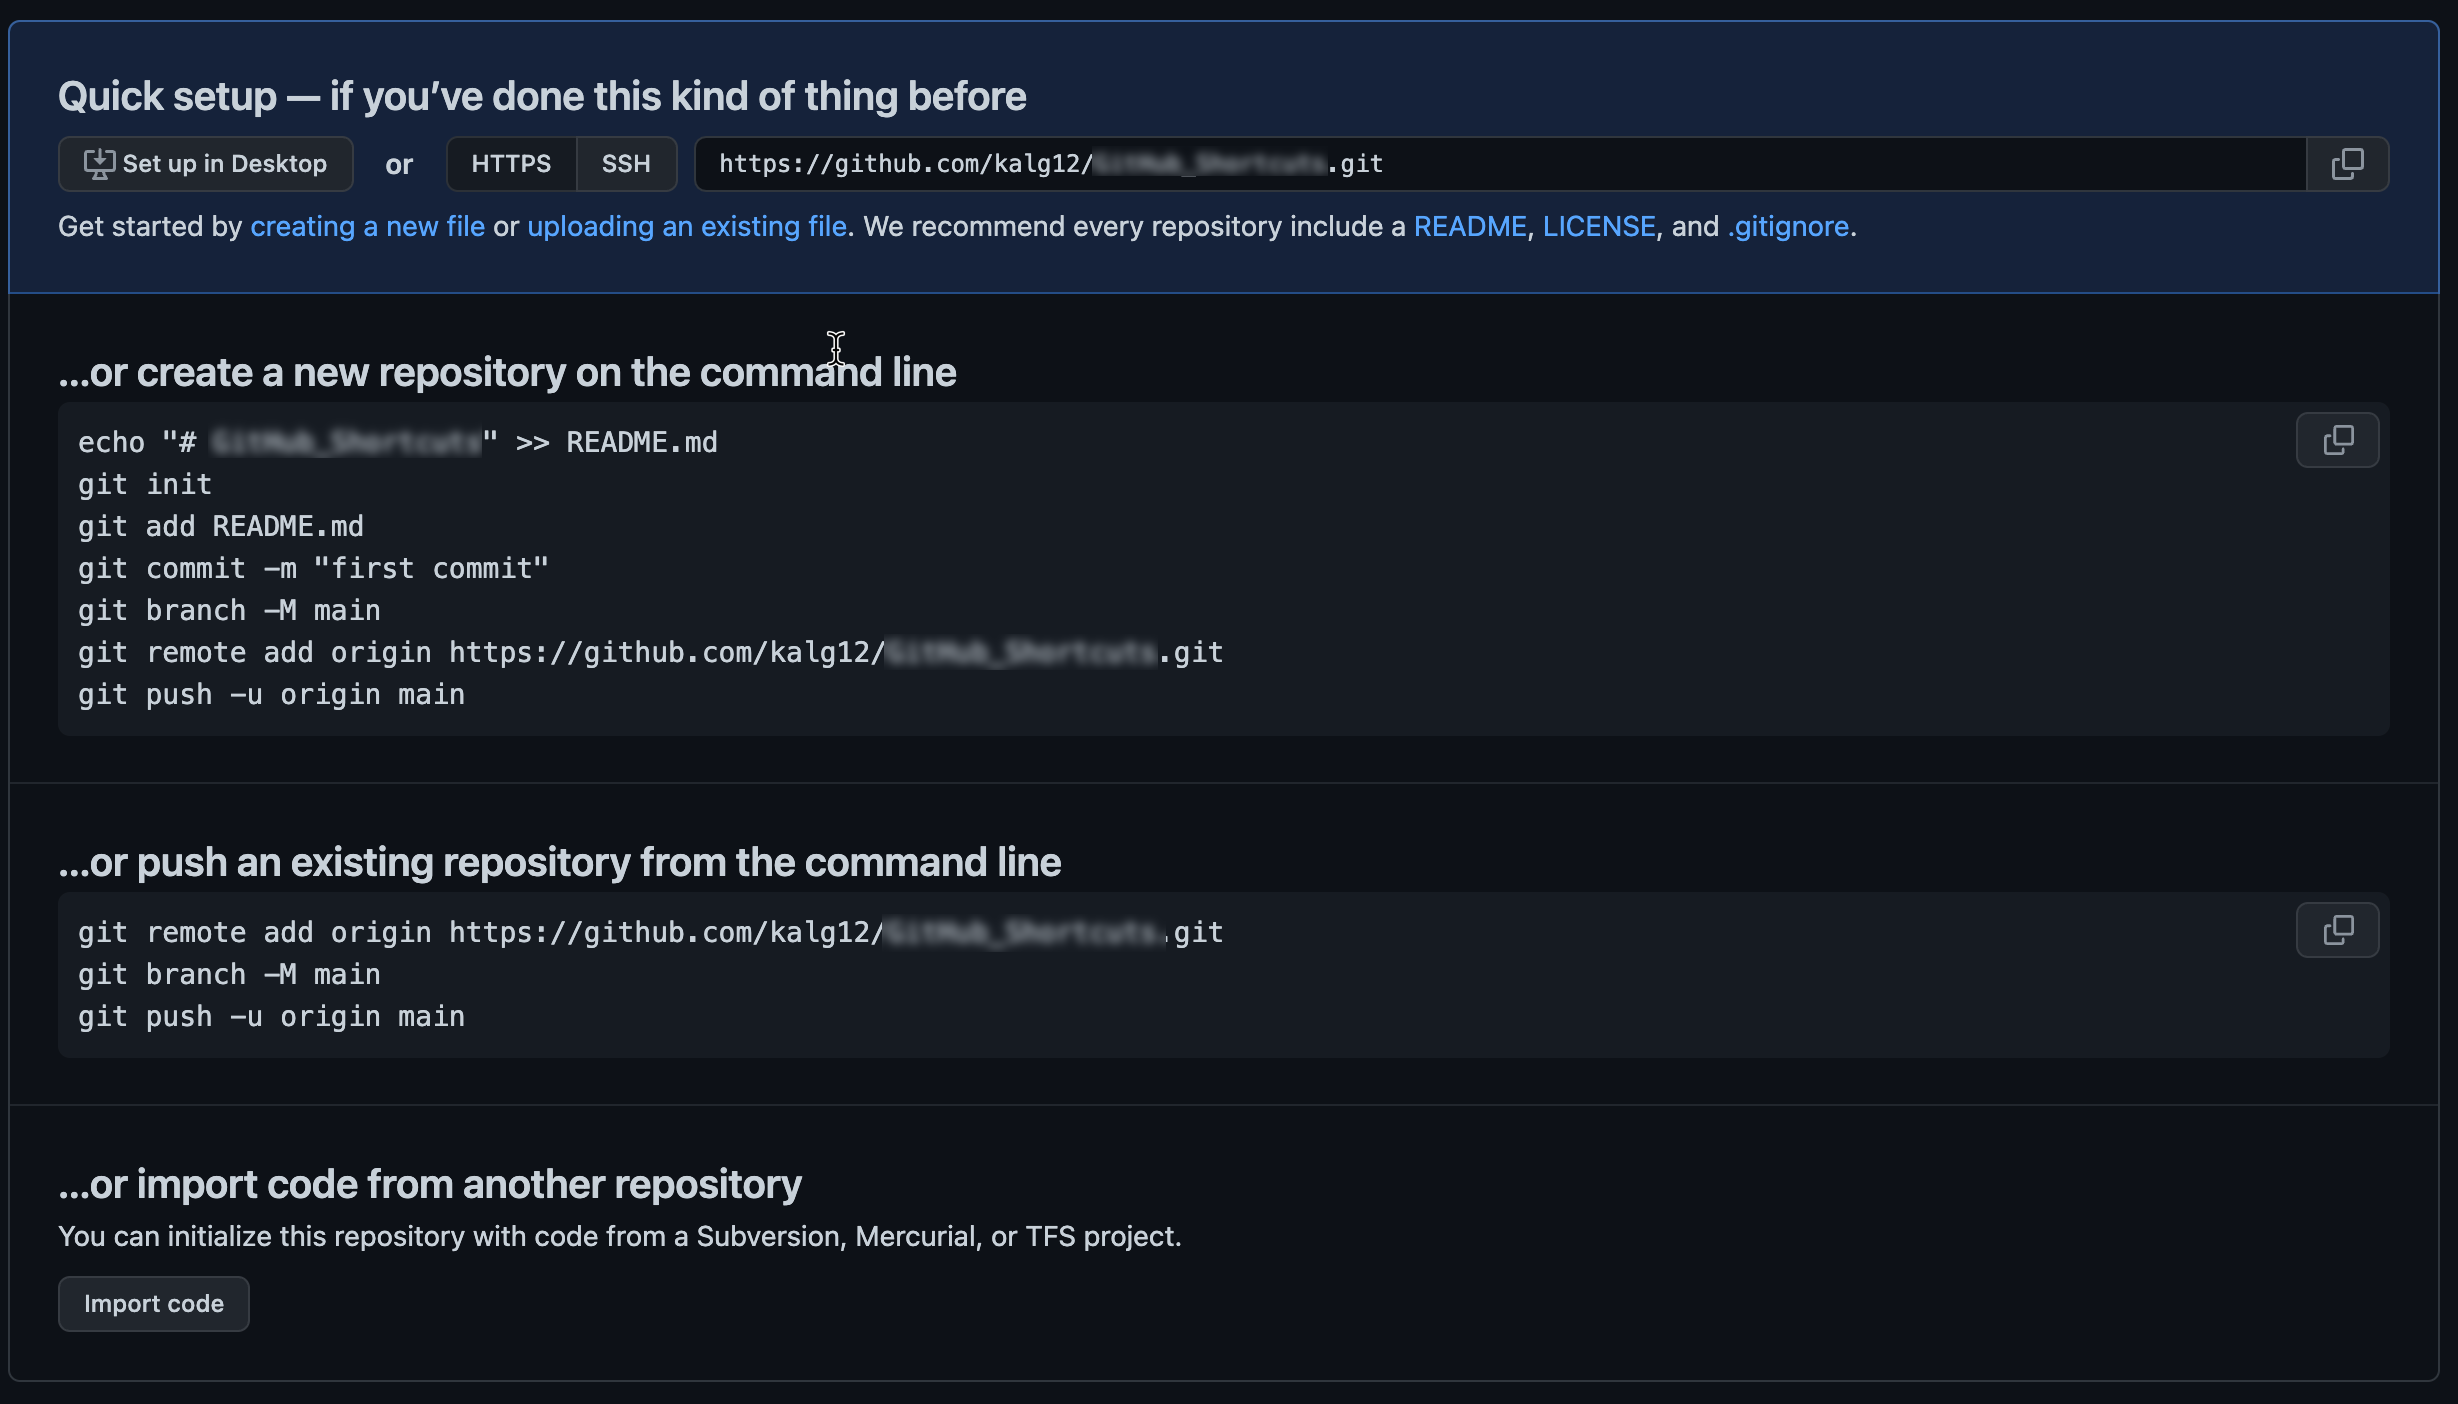 Quick setup — if you’ve done this kind of thing before
Set up in Desktop or HTTPS SSH https://github.com/kalg12/ .git
Get started by creating a new file or uploading an existing file. We recommend every repository include a README, LICENSE, and .gitignore.
...or create a new repository on the command line
echo "# " >> README.md
git init
git add README.md
git commit -m "first commit"
git branch -M main
git remote add origin https://github.com/kalg12/ .git
git push -u origin main
...or push an existing repository from the command line
git remote add origin https://github.com/kalg12/ .git
git branch -M main
git push -u origin main
...or import code from another repository
You can initialize this repository with code from a Subversion, Mercurial, or TFS project.
Import code